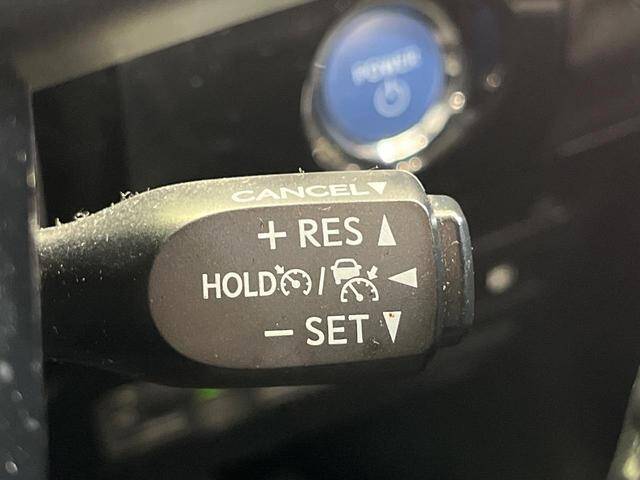 POWER
CANCEL▼
+ RES ▲
HOLD / ◀
− SET ▼